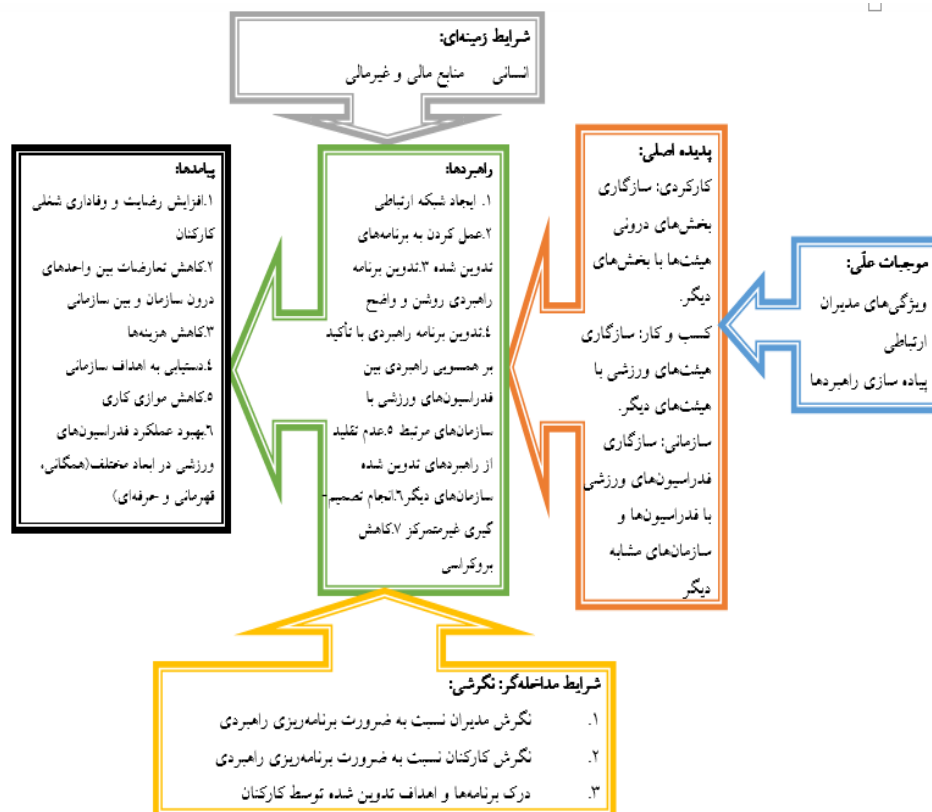 شرایط زمینه‌ای:
انسانی    منابع مالی و غیرمالی
موجبات علّی:
ویژگی‌های مدیران
ارتباطی
پیاده سازی راهبردها
پدیده اصلی:
کارکردی: سازگاری
بخش‌های درونی
هیئت‌ها با بخش‌های
دیگر.
کسب و کار: سازگاری
هیئت‌های ورزشی با
هیئت‌های دیگر.
سازمانی: سازگاری
فدراسیون‌های ورزشی
با فدراسیون‌ها و
سازمان‌های مشابه
دیگر
راهبردها:
۱. ایجاد شبکه ارتباطی
۲.عمل کردن به برنامه‌های
تدوین شده ۳.تدوین برنامه
راهبردی روشن و واضح
٤.تدوین برنامه راهبردی با تأکید
بر همسویی راهبردی بین
فدراسیون‌های ورزشی با
سازمان‌های مرتبط ۵.عدم تقلید
از راهبردهای تدوین شده
سازمان‌های دیگر ٦.انجام تصمیم-
گیری غیرمتمرکز ۷.کاهش
بروکراسی
پیامدها:
۱.افزایش رضایت و وفاداری شغلی
کارکنان
۲.کاهش تعارضات بین واحدهای
درون سازمان و بین سازمانی
۳.کاهش هزینه‌ها
٤.دستیابی به اهداف سازمانی
۵.کاهش موازی کاری
٦.بهبود عملکرد فدراسیون‌های
ورزشی در ابعاد مختلف(همگانی،
قهرمانی و حرفه‌ای)
شرایط مداخله‌گر: نگرشی:
۱. نگرش مدیران نسبت به ضرورت برنامه‌ریزی راهبردی
۲. نگرش کارکنان نسبت به ضرورت برنامه‌ریزی راهبردی
۳. درک برنامه‌ها و اهداف تدوین شده توسط کارکنان